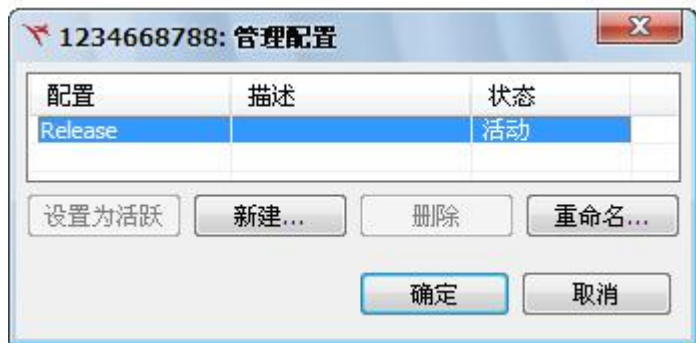 1234668788: 管理配置
配置 描述 状态
Release 活动
设置为活跃 新建... 删除 重命名...
确定 取消